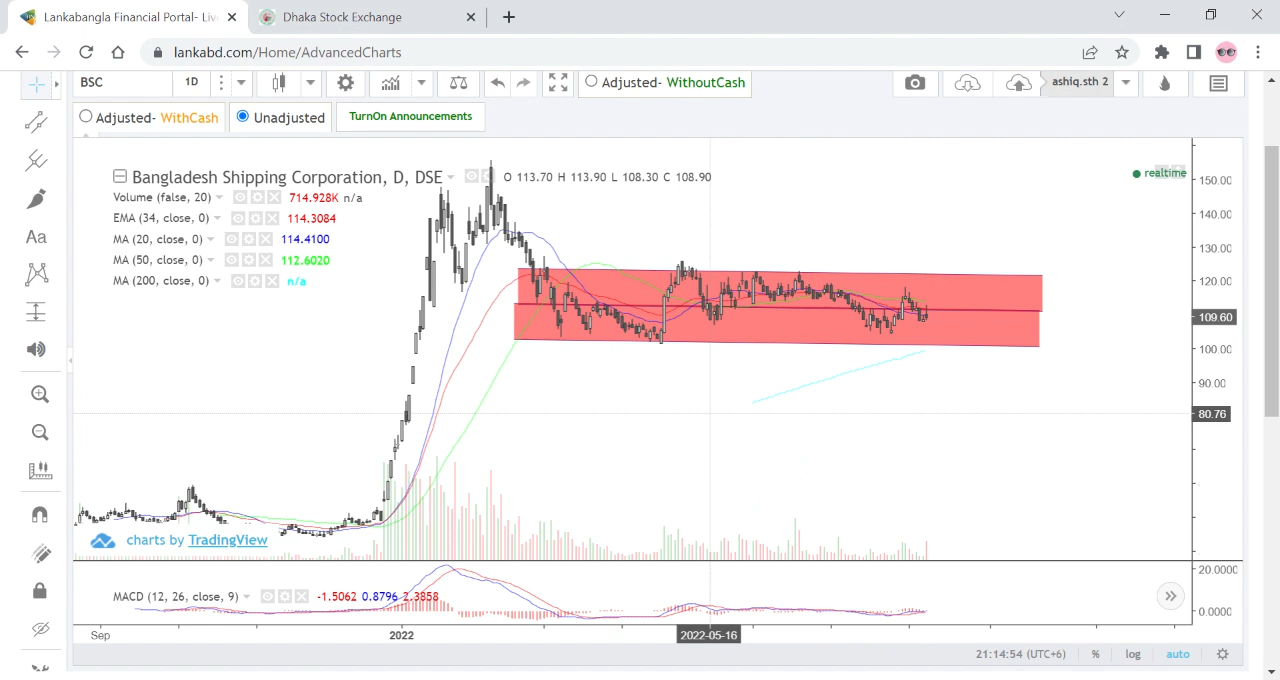 Lankabangla Financial Portal- Liv
Dhaka Stock Exchange
lankabd.com/Home/AdvancedCharts
BSC
1D
Adjusted- WithoutCash
ashiq.sth 2
Adjusted- WithCash
Unadjusted
TurnOn Announcements
Bangladesh Shipping Corporation, D, DSE
O 113.70 H 113.90 L 108.30 C 108.90
realtime
Volume (false, 20)
714.928K n/a
EMA (34, close, 0)
114.3084
MA (20, close, 0)
114.4100
MA (50, close, 0)
112.6020
MA (200, close, 0)
n/a
150.00
140.00
130.00
120.00
109.60
100.00
90.00
80.76
Aa
charts by TradingView
20.0000
MACD (12, 26, close, 9)
-1.5062 0.8796 2.3858
0.0000
Sep
2022
2022-05-16
21:14:54 (UTC+6)
%
log
auto